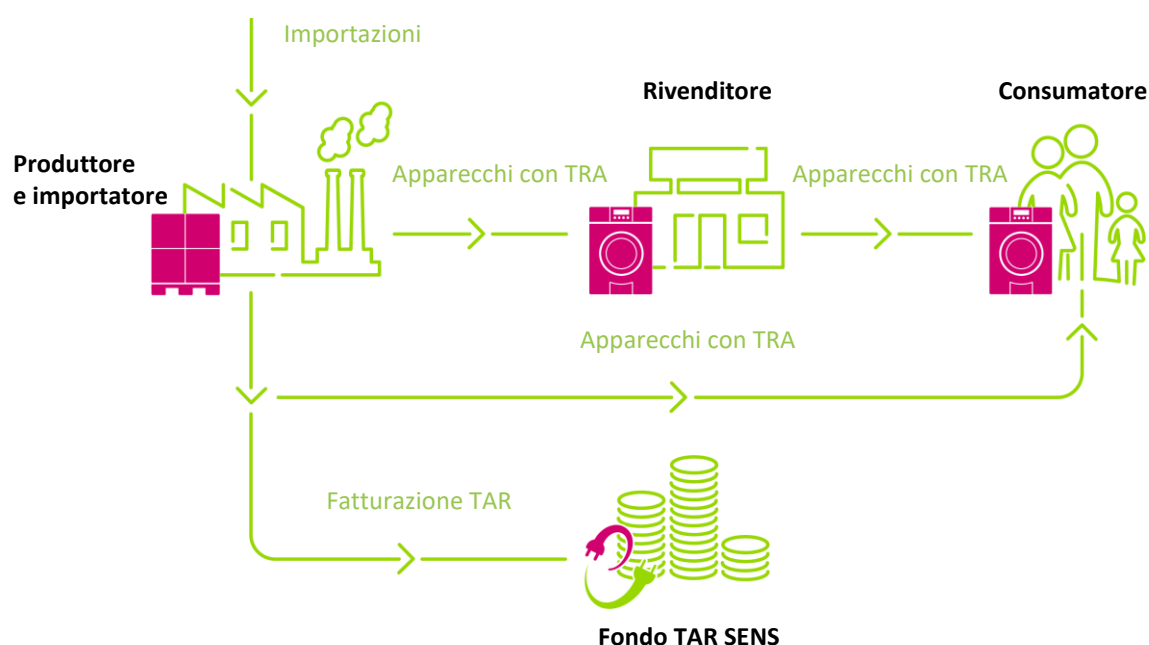 Importazioni
Rivenditore
Consumatore
Produttore
e importatore
Apparecchi con TRA
Apparecchi con TRA
Apparecchi con TRA
Fatturazione TAR
Fondo TAR SENS